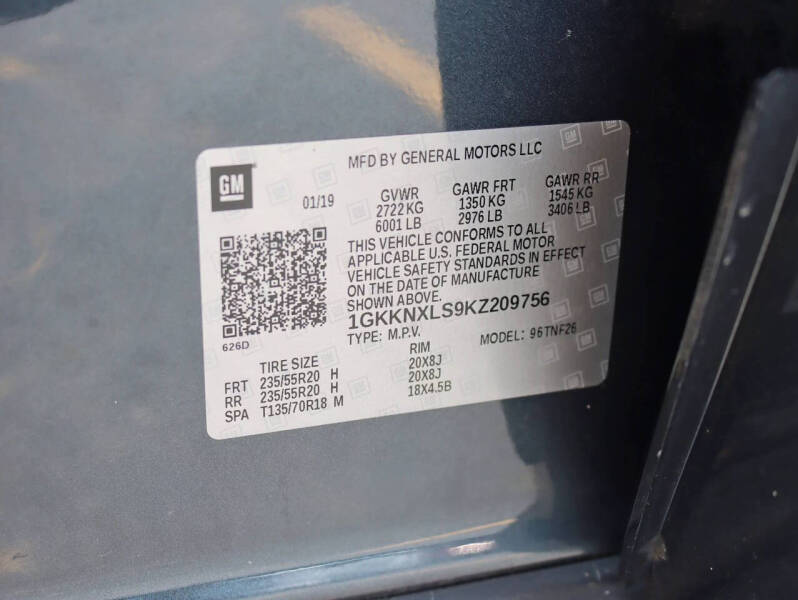 GM
MFD BY GENERAL MOTORS LLC
01/19
GVWR GAWR FRT GAWR RR
2722 KG 1350 KG 1545 KG
6001 LB 2976 LB 3406 LB
THIS VEHICLE CONFORMS TO ALL
APPLICABLE U.S. FEDERAL MOTOR
VEHICLE SAFETY STANDARDS IN EFFECT
ON THE DATE OF MANUFACTURE
SHOWN ABOVE.
1GKKNXLS9KZ209756
626D
TYPE: M.P.V. MODEL: 96TNF26
TIRE SIZE RIM
FRT 235/55R20 H 20X8J
RR 235/55R20 H 20X8J
SPA T135/70R18 M 18X4.5B